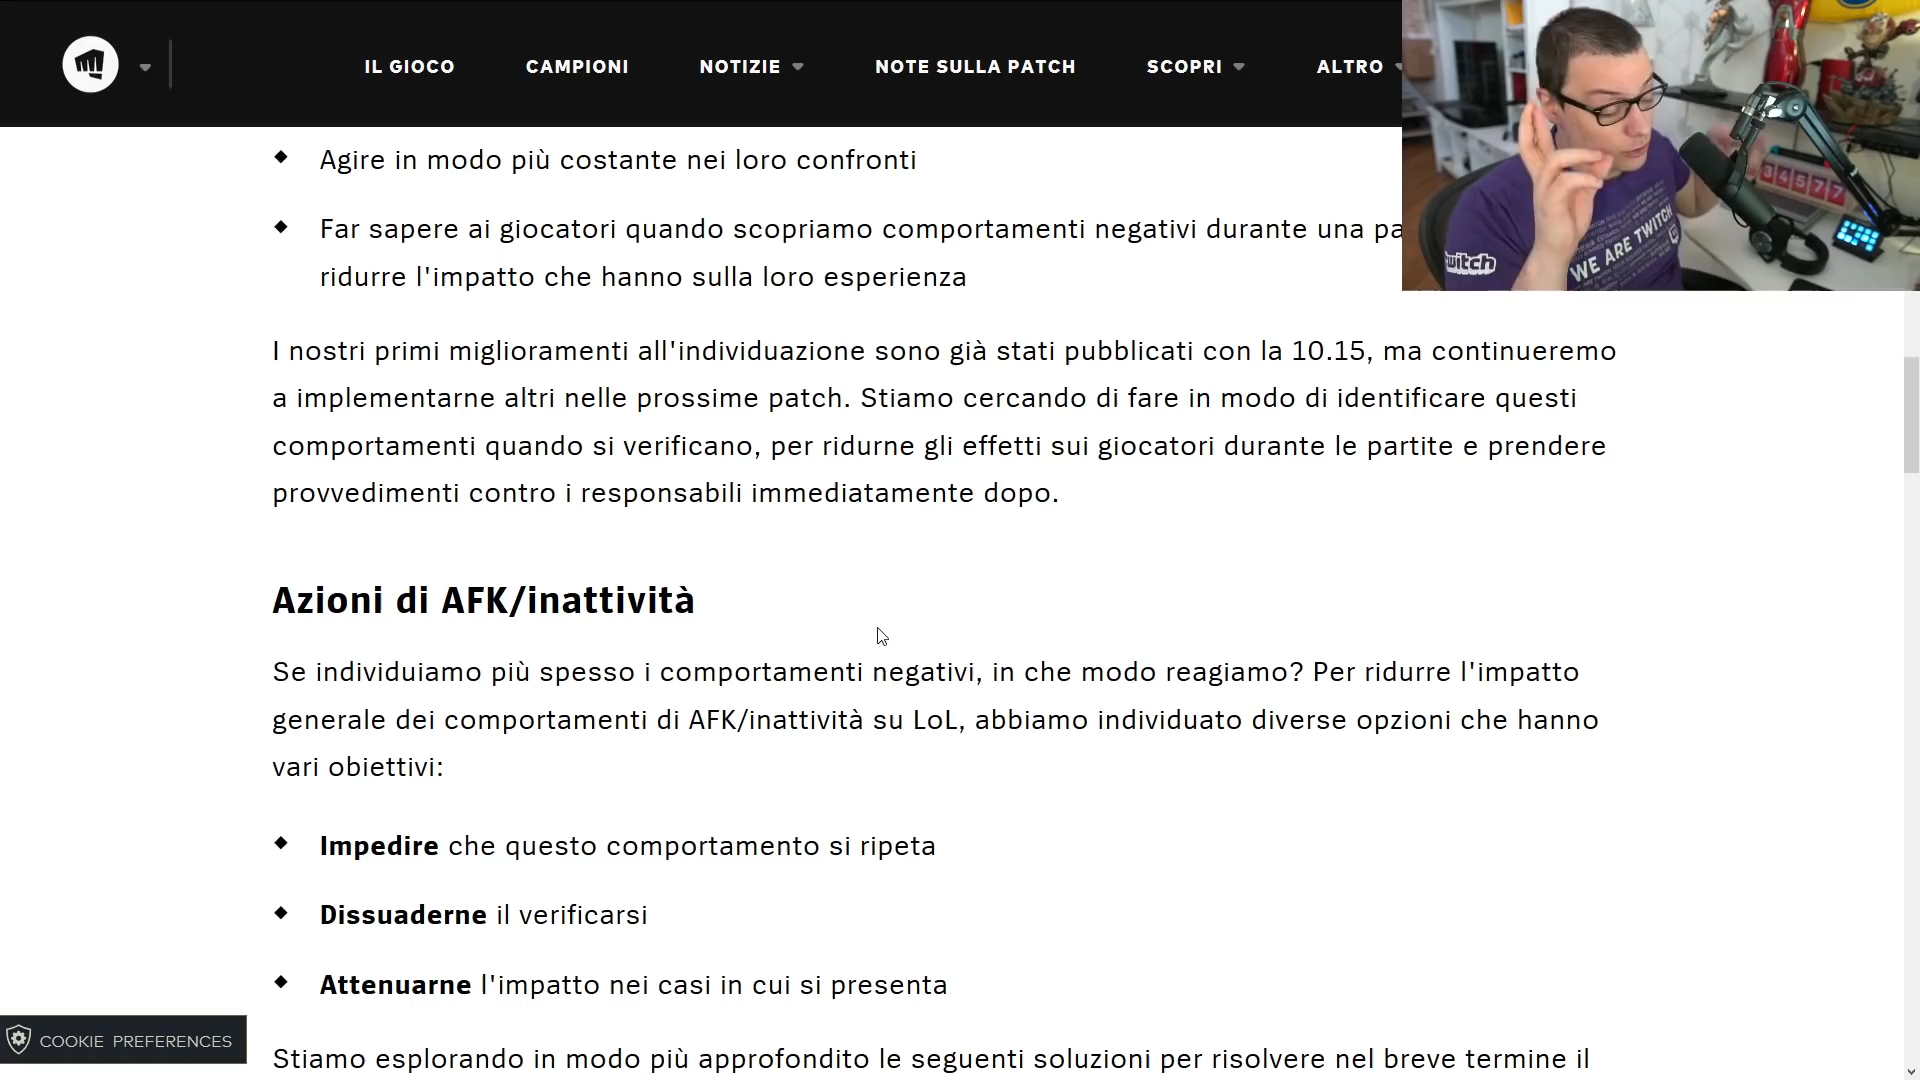 IL GIOCO CAMPIONI NOTIZIE NOTE SULLA PATCH SCOPRI ALTRO
Agire in modo più costante nei loro confronti
Far sapere ai giocatori quando scopriamo comportamenti negativi durante una
ridurre l'impatto che hanno sulla loro esperienza
twitch
WE ARE TWITCH
34577
I nostri primi miglioramenti all'individuazione sono già stati pubblicati con la 10.15, ma continueremo
a implementarne altri nelle prossime patch. Stiamo cercando di fare in modo di identificare questi
comportamenti quando si verificano, per ridurne gli effetti sui giocatori durante le partite e prendere
provvedimenti contro i responsabili immediatamente dopo.
Azioni di AFK/inattività
Se individuiamo più spesso i comportamenti negativi, in che modo reagiamo? Per ridurre l'impatto
generale dei comportamenti di AFK/inattività su LoL, abbiamo individuato diverse opzioni che hanno
vari obiettivi:
Impedire che questo comportamento si ripeta
Dissuaderne il verificarsi
Attenuarne l'impatto nei casi in cui si presenta
COOKIE PREFERENCES
Stiamo esplorando in modo più approfondito le seguenti soluzioni per risolvere nel breve termine il